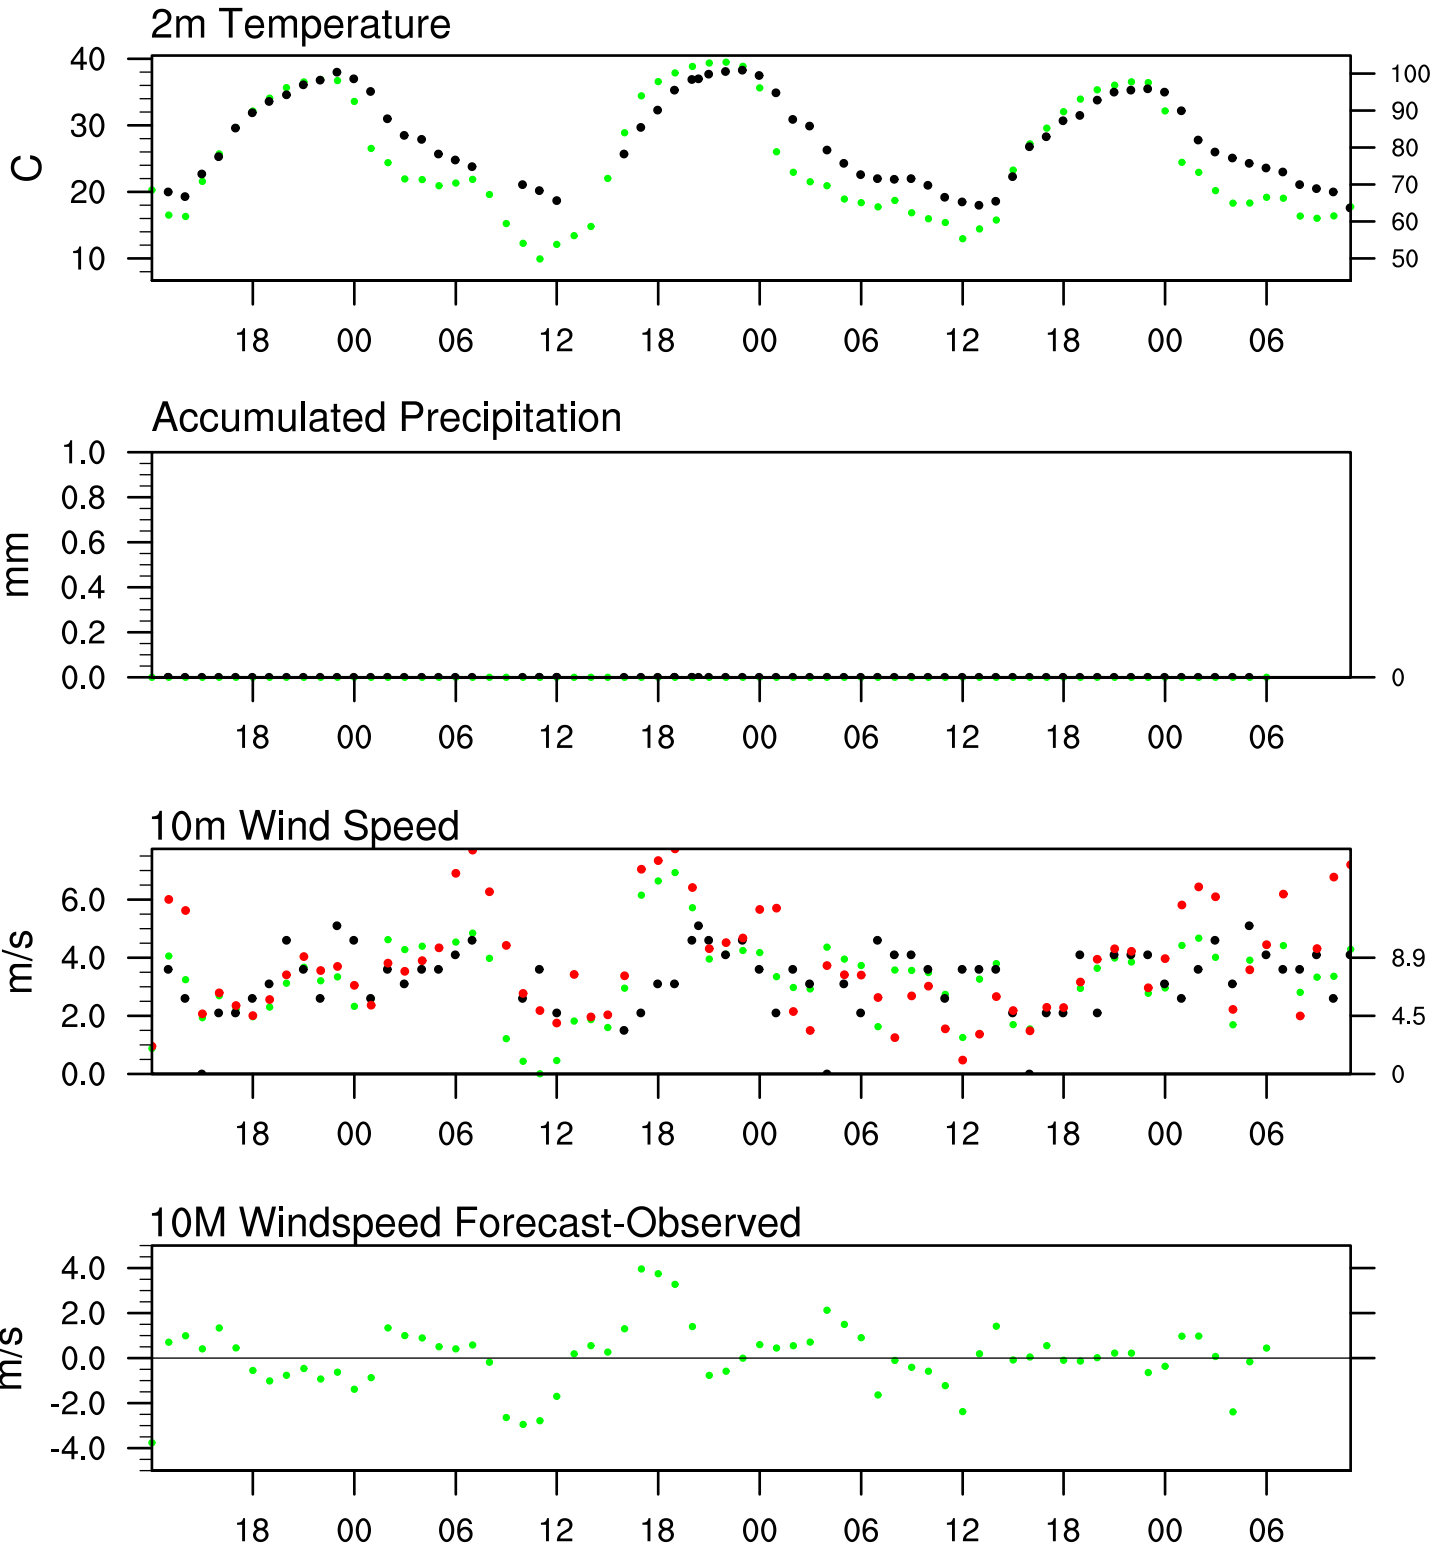 2m Temperature
40
30
20
10
C
100
90
80
70
60
50
18 00 06 12 18 00 06 12 18 00 06
Accumulated Precipitation
1.0
0.8
0.6
0.4
0.2
0.0
mm
0
18 00 06 12 18 00 06 12 18 00 06
10m Wind Speed
6.0
4.0
2.0
0.0
m/s
8.9
4.5
0
18 00 06 12 18 00 06 12 18 00 06
10M Windspeed Forecast-Observed
4.0
2.0
0.0
-2.0
-4.0
m/s
18 00 06 12 18 00 06 12 18 00 06